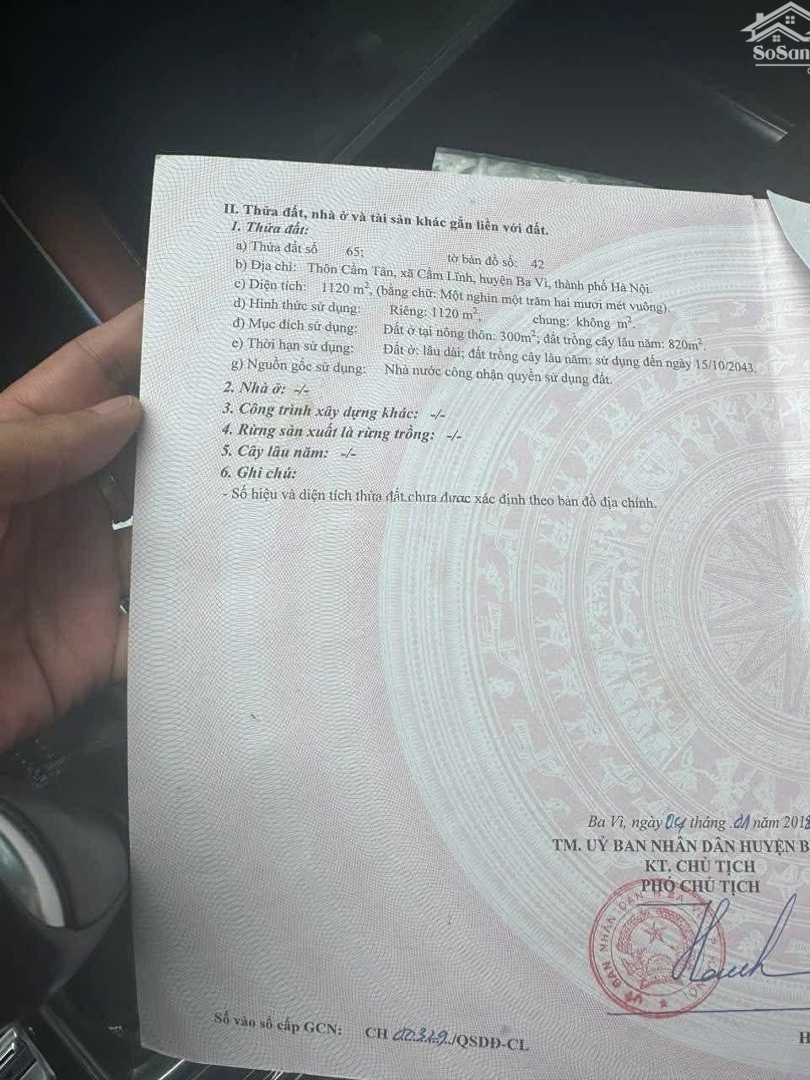 SoSan
II. Thửa đất, nhà ở và tài sản khác gắn liền với đất.
1. Thửa đất:
a) Thửa đất số 65; tờ bản đồ số: 42
b) Địa chỉ: Thôn Cẩm Tân, xã Cẩm Lĩnh, huyện Ba Vì, thành phố Hà Nội.
c) Diện tích: 1120 m², (bằng chữ: Một nghìn một trăm hai mươi mét vuông).
d) Hình thức sử dụng: Riêng: 1120 m², chung: không m².
đ) Mục đích sử dụng: Đất ở tại nông thôn: 300m²; đất trồng cây lâu năm: 820m².
e) Thời hạn sử dụng: Đất ở: lâu dài; đất trồng cây lâu năm: sử dụng đến ngày 15/10/2043.
g) Nguồn gốc sử dụng: Nhà nước công nhận quyền sử dụng đất.
2. Nhà ở: -/-
3. Công trình xây dựng khác: -/-
4. Rừng sản xuất là rừng trồng: -/-
5. Cây lâu năm: -/-
6. Ghi chú:
- Số hiệu và diện tích thửa đất chưa được xác định theo bản đồ địa chính.
Ba Vì, ngày 04 tháng 01 năm 2018
TM. UỶ BAN NHÂN DÂN HUYỆN B
KT. CHỦ TỊCH
PHÓ CHỦ TỊCH
Số vào sổ cấp GCN: CH 00329/QSDĐ-CL
H